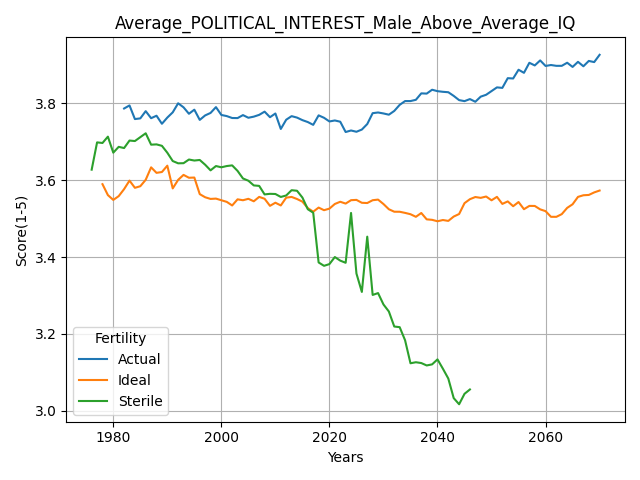 Average_POLITICAL_INTEREST_Male_Above_Average_IQ
Score(1-5)
3.8
3.6
3.4
3.2
3.0
Fertility
Actual
Ideal
Sterile
1980 2000 2020 2040 2060
Years